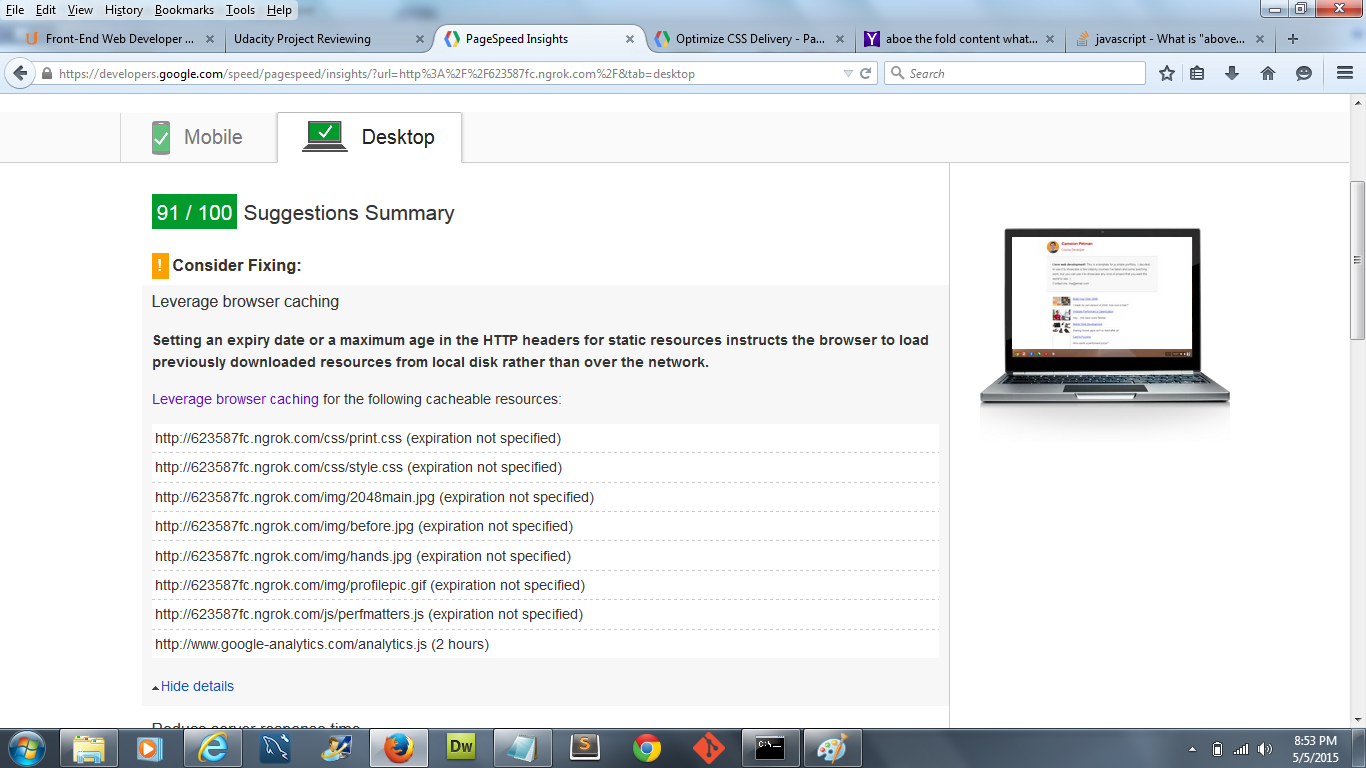 File Edit View History Bookmarks Tools Help
Front-End Web Developer ... Udacity Project Reviewing PageSpeed Insights Optimize CSS Delivery - Pa... aboe the fold content what... javascript - What is "above...
https://developers.google.com/speed/pagespeed/insights/?url=http%3A%2F%2F623587fc.ngrok.com%2F&tab=desktop Search
Mobile Desktop
91 / 100 Suggestions Summary
! Consider Fixing:
Leverage browser caching
Setting an expiry date or a maximum age in the HTTP headers for static resources instructs the browser to load
previously downloaded resources from local disk rather than over the network.
Leverage browser caching for the following cacheable resources:
http://623587fc.ngrok.com/css/print.css (expiration not specified)
http://623587fc.ngrok.com/css/style.css (expiration not specified)
http://623587fc.ngrok.com/img/2048main.jpg (expiration not specified)
http://623587fc.ngrok.com/img/before.jpg (expiration not specified)
http://623587fc.ngrok.com/img/hands.jpg (expiration not specified)
http://623587fc.ngrok.com/img/profilepic.gif (expiration not specified)
http://623587fc.ngrok.com/js/perfmatters.js (expiration not specified)
http://www.google-analytics.com/analytics.js (2 hours)
Hide details
Reduce server response time
Cameron Pittman
Dw
C:\.
8:53 PM
5/5/2015